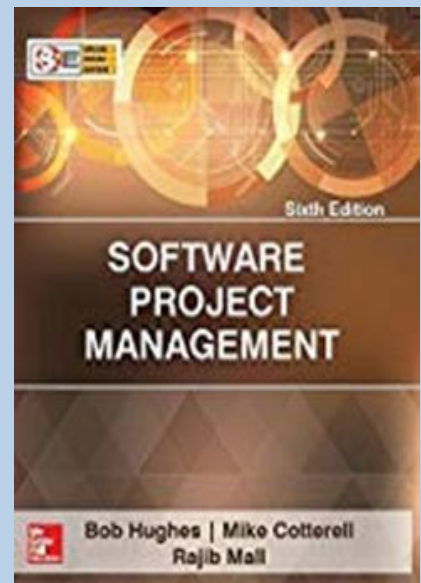 Sixth Edition
SOFTWARE
PROJECT
MANAGEMENT
Bob Hughes | Mike Cotterell
Rajib Mall